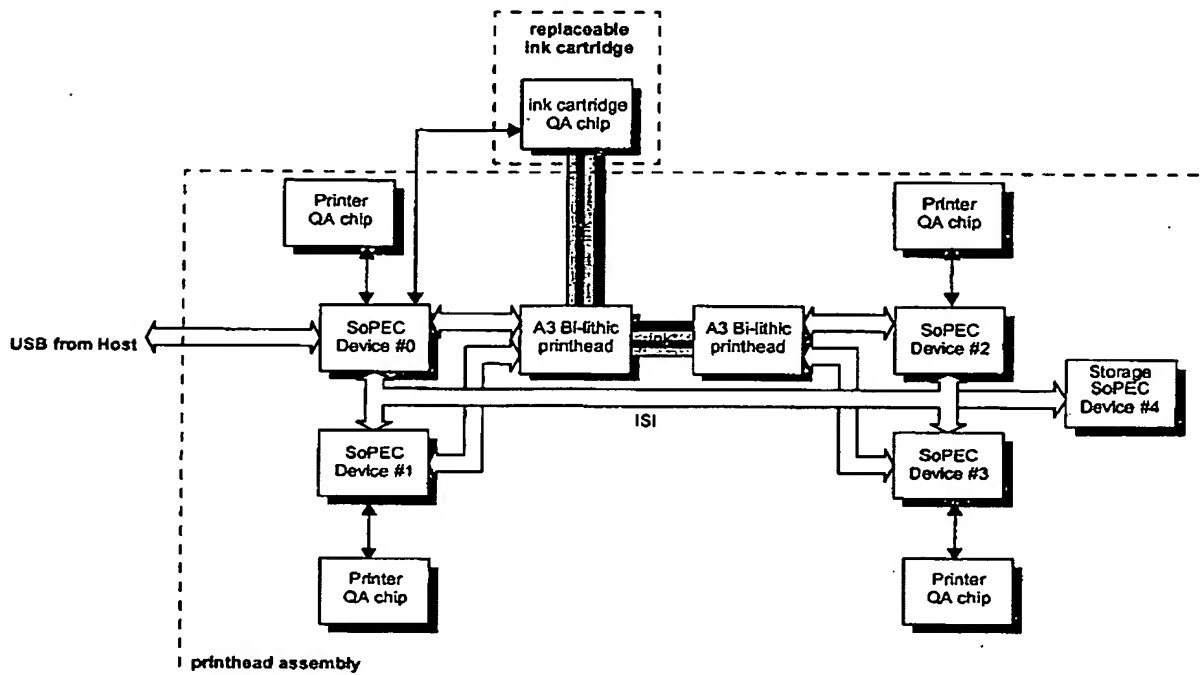 replaceable
ink cartridge
ink cartridge
QA chip
Printer
QA chip
Printer
QA chip
ink
USB from Host
SoPEC
Device #0
A3 Bi-lithic
printhead
ink
A3 Bi-lithic
printhead
SoPEC
Device #2
Storage
SoPEC
Device #4
ISI
SoPEC
Device #1
SoPEC
Device #3
Printer
QA chip
Printer
QA chip
printhead assembly